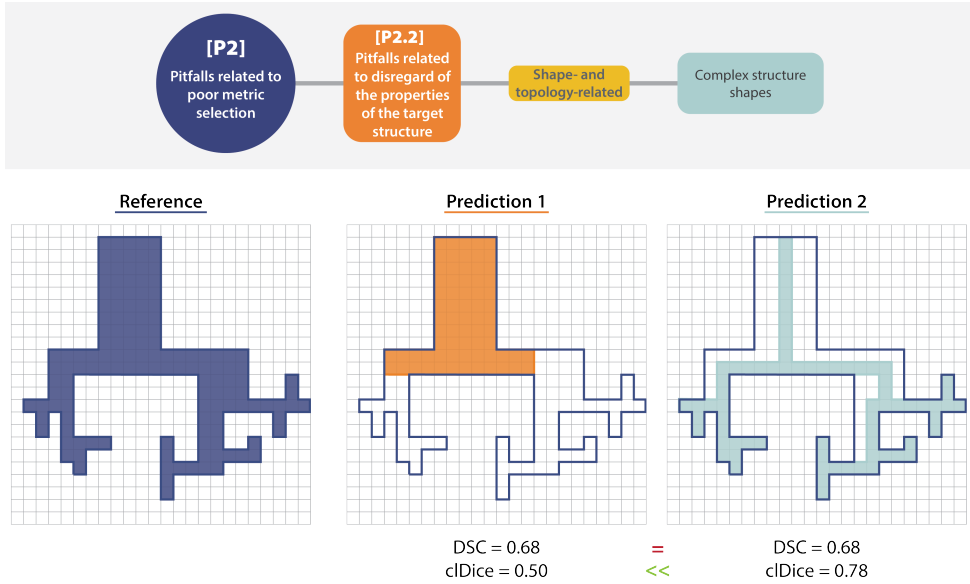 [P2]
Pitfalls related to
poor metric
selection
[P2.2]
Pitfalls related
to disregard of
the properties
of the target
structure
Shape- and
topology-related
Complex structure
shapes
Reference
Prediction 1
Prediction 2
DSC = 0.68 = DSC = 0.68
clDice = 0.50 << clDice = 0.78